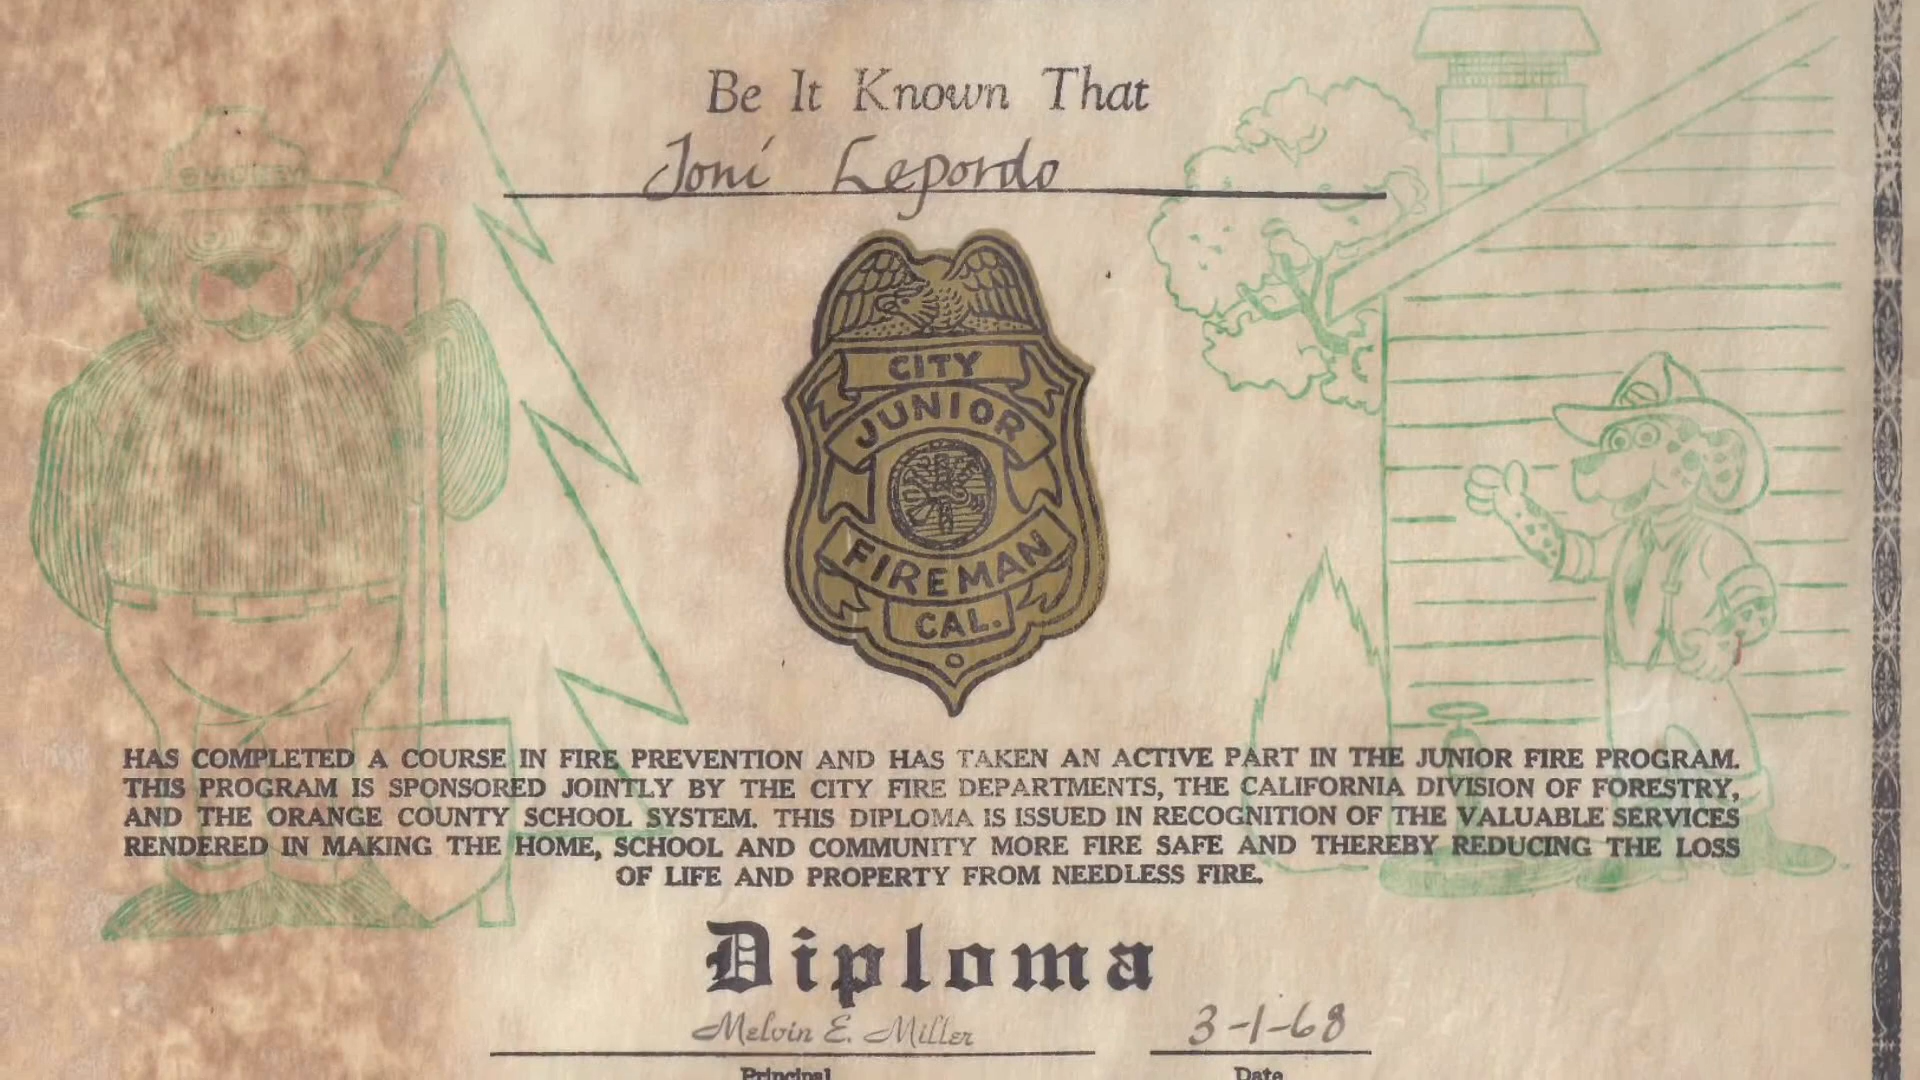 Be It Known That
Joni Lepordo
SMOKEY
CITY
JUNIOR
FIREMAN
CAL.
HAS COMPLETED A COURSE IN FIRE PREVENTION AND HAS TAKEN AN ACTIVE PART IN THE JUNIOR FIRE PROGRAM.
THIS PROGRAM IS SPONSORED JOINTLY BY THE CITY FIRE DEPARTMENTS, THE CALIFORNIA DIVISION OF FORESTRY,
AND THE ORANGE COUNTY SCHOOL SYSTEM. THIS DIPLOMA IS ISSUED IN RECOGNITION OF THE VALUABLE SERVICES
RENDERED IN MAKING THE HOME, SCHOOL AND COMMUNITY MORE FIRE SAFE AND THEREBY REDUCING THE LOSS
OF LIFE AND PROPERTY FROM NEEDLESS FIRE.
Diploma
Melvin E. Miller 3-1-68
Principal Date